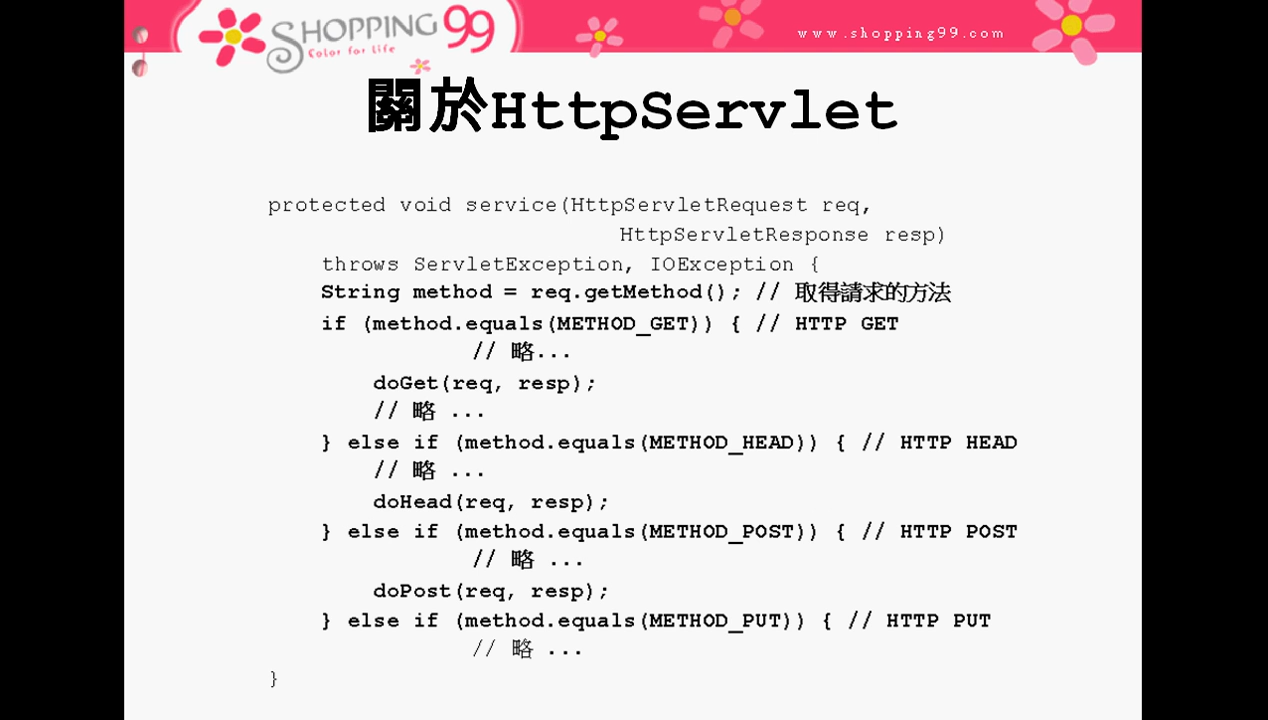 SHOPPING 99
Color for Life
www.shopping99.com
關於HttpServlet
protected void service(HttpServletRequest req,
HttpServletResponse resp)
throws ServletException, IOException {
String method = req.getMethod(); // 取得請求的方法
if (method.equals(METHOD_GET)) { // HTTP GET
// 略...
doGet(req, resp);
// 略 ...
} else if (method.equals(METHOD_HEAD)) { // HTTP HEAD
// 略 ...
doHead(req, resp);
} else if (method.equals(METHOD_POST)) { // HTTP POST
// 略 ...
doPost(req, resp);
} else if (method.equals(METHOD_PUT)) { // HTTP PUT
// 略 ...
}